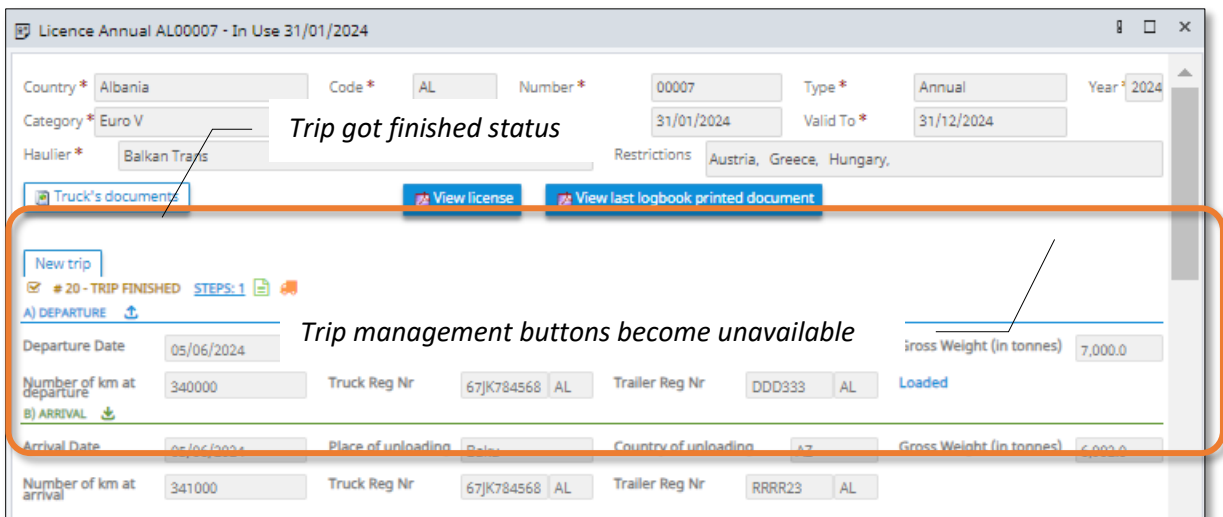 Licence Annual AL00007 - In Use 31/01/2024
Country * Albania Code * AL Number * 00007 Type * Annual Year * 2024
Category * Euro V 31/01/2024 Valid To * 31/12/2024
Trip got finished status
Haulier * Balkan Trans Restrictions Austria, Greece, Hungary,
Truck's documents View license View last logbook printed document
New trip
# 20 - TRIP FINISHED STEPS: 1
A) DEPARTURE
Trip management buttons become unavailable
Departure Date 05/06/2024 Gross Weight (in tonnes) 7,000.0
Number of km at departure 340000 Truck Reg Nr 67JK784568 AL Trailer Reg Nr DDD333 AL Loaded
B) ARRIVAL
Arrival Date 05/06/2024 Place of unloading Baku Country of unloading AZ Gross Weight (in tonnes)
Number of km at arrival 341000 Truck Reg Nr 67JK784568 AL Trailer Reg Nr RRRR23 AL